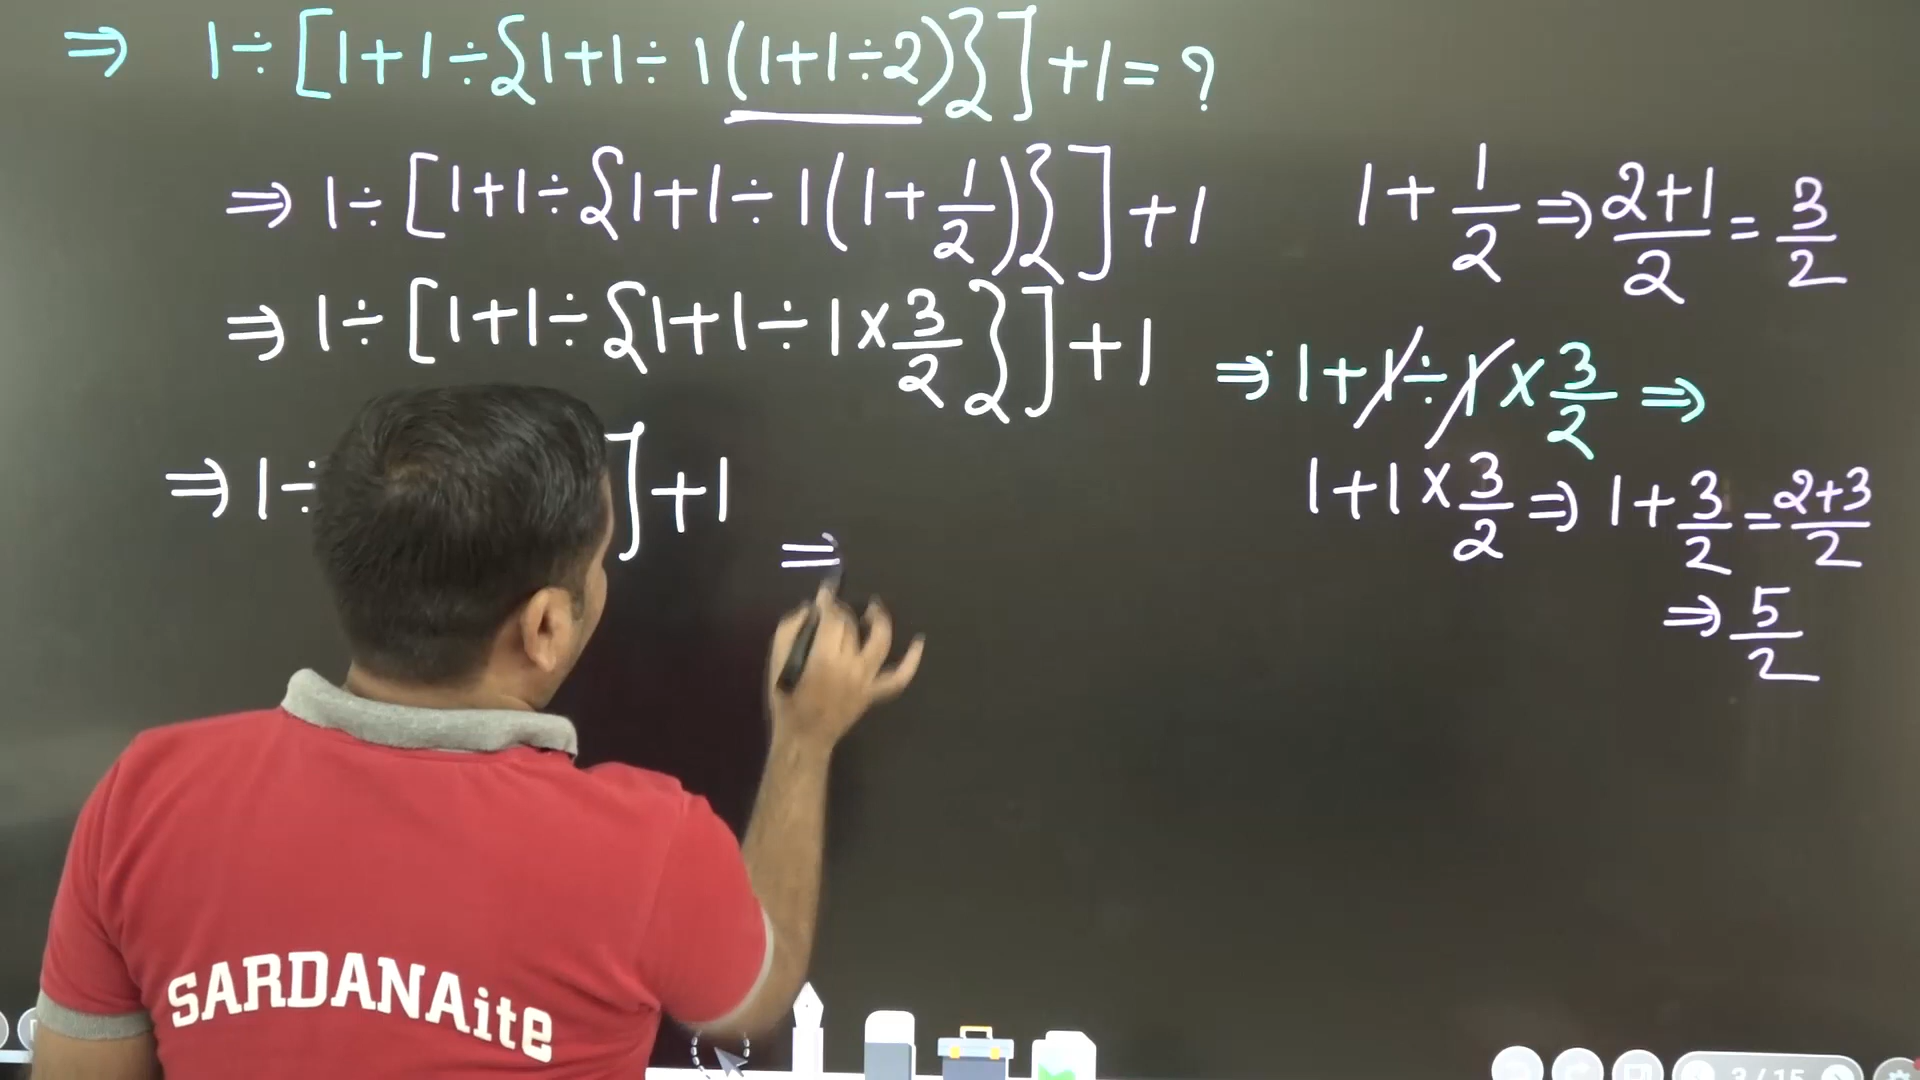 ⇒ 1÷[1+1÷{1+1÷1(1+1÷2)}]+1=?
⇒ 1÷[1+1÷{1+1÷1(1+1/2)}]+1
1+1/2 ⇒ 2+1/2 = 3/2
⇒ 1÷[1+1÷{1+1÷1×3/2}]+1
⇒ 1+1÷1×3/2 ⇒
⇒ 1÷ ]+1
⇒
1+1×3/2 ⇒ 1+3/2 = 2+3/2
⇒ 5/2
SARDANAite
3/15